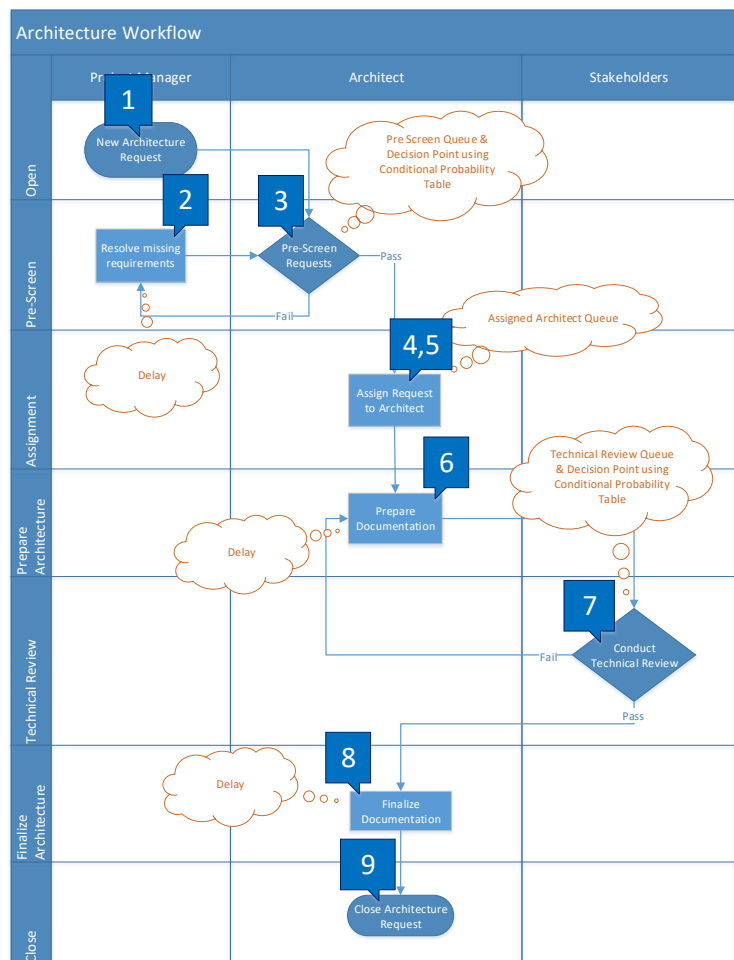 Architecture Workflow
Architect
Stakeholders
1
New Architecture
Request
Open
Pre Screen Queue &
Decision Point using
Conditional Probability
Table
2
3
Resolve missing
requirements
Pre-Screen
Requests
Pass
Fail
Pre-Screen
Assigned Architect Queue
4,5
Delay
Assign Request
to Architect
Assignment
Technical Review Queue
& Decision Point using
Conditional Probability
Table
6
Prepare
Documentation
Delay
Prepare
Architecture
7
Conduct
Technical Review
Fail
Pass
Technical Review
8
Delay
Finalize
Documentation
Finalize
Architecture
9
Close Architecture
Request
Close